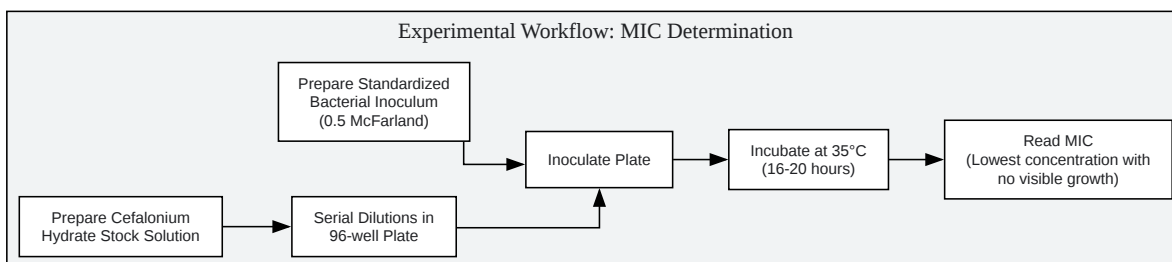 Experimental Workflow: MIC Determination
Prepare Standardized
Bacterial Inoculum
(0.5 McFarland)
Inoculate Plate
Incubate at 35°C
(16-20 hours)
Read MIC
(Lowest concentration with
no visible growth)
Prepare Cefalonium
Hydrate Stock Solution
Serial Dilutions in
96-well Plate